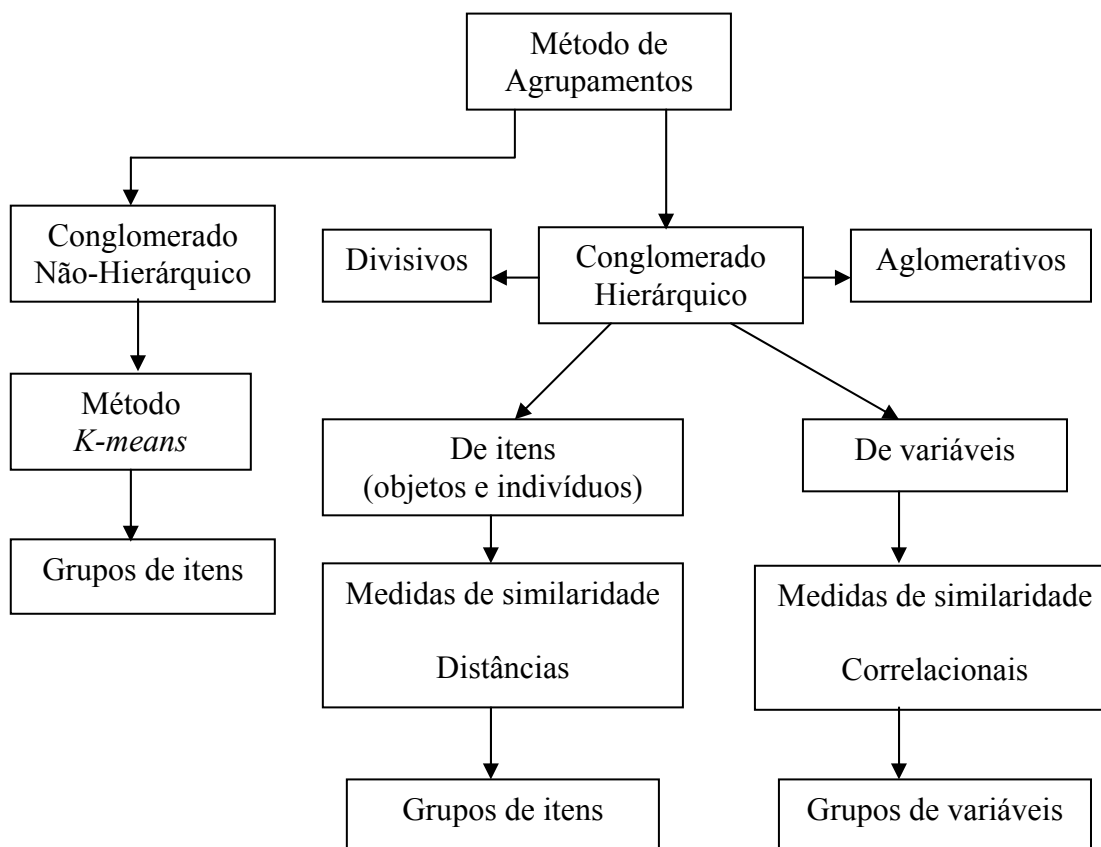 Método de
Agrupamentos
Conglomerado
Não-Hierárquico
Divisivos
Conglomerado
Hierárquico
Aglomerativos
Método
K-means
De itens
(objetos e indivíduos)
De variáveis
Grupos de itens
Medidas de similaridade
Distâncias
Medidas de similaridade
Correlacionais
Grupos de itens
Grupos de variáveis